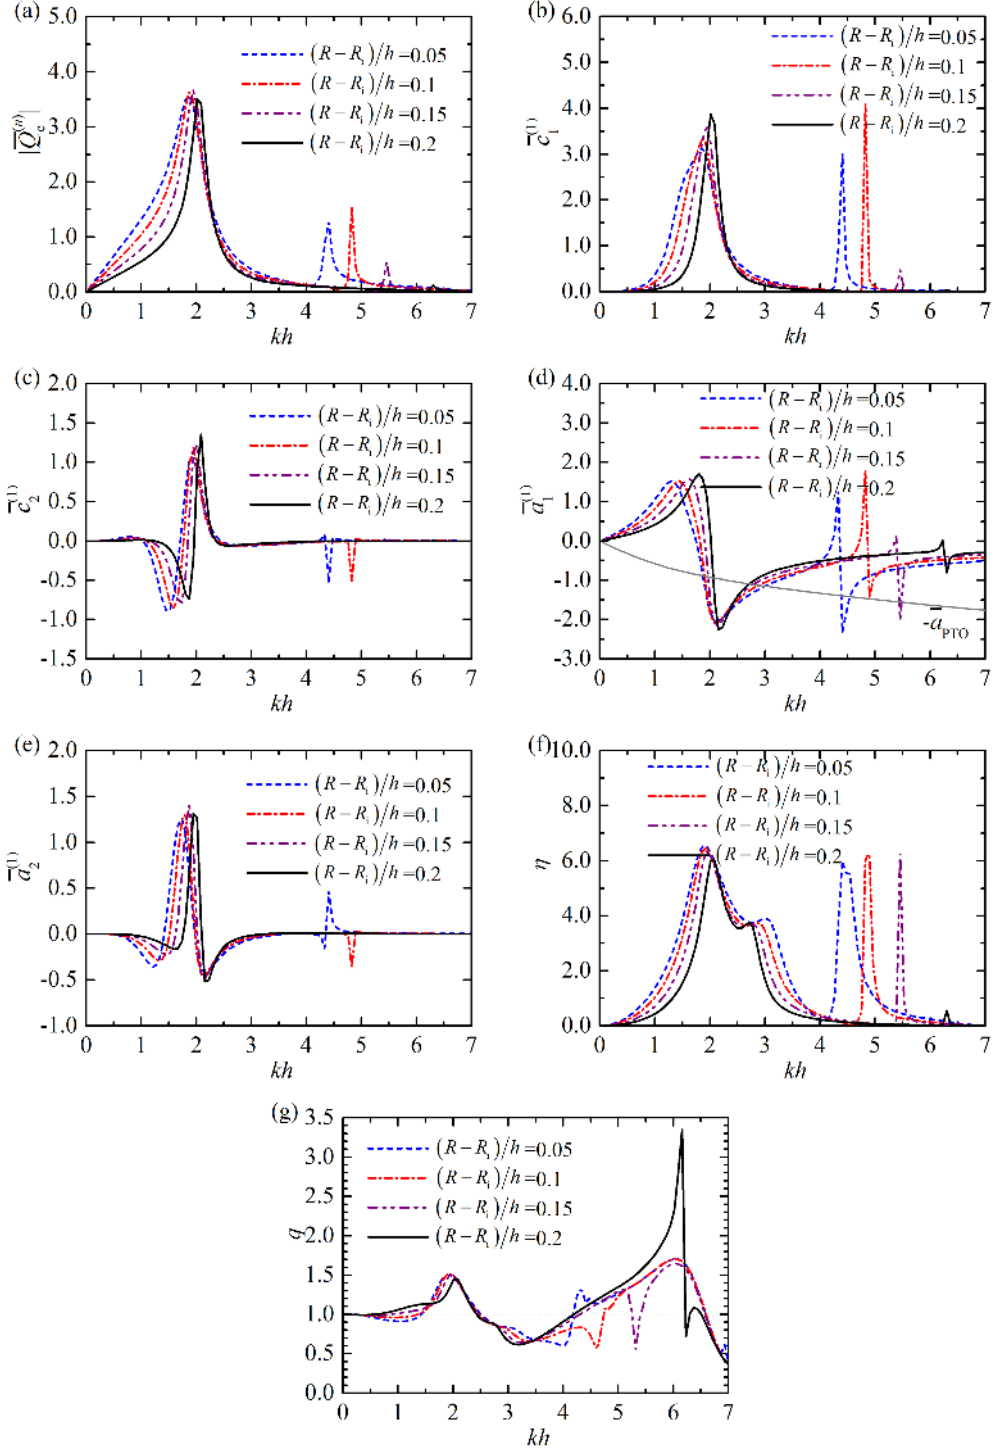 (a)
5.0
4.0
3.0
2.0
1.0
0.0
|Q̅ₑ⁽ⁿ⁾|
(R−Rᵢ)/h=0.05
(R−Rᵢ)/h=0.1
(R−Rᵢ)/h=0.15
(R−Rᵢ)/h=0.2
0 1 2 3 4 5 6 7
kh
(b)
6.0
5.0
4.0
3.0
2.0
1.0
0.0
c̅₁⁽¹⁾
(R−Rᵢ)/h=0.05
(R−Rᵢ)/h=0.1
(R−Rᵢ)/h=0.15
(R−Rᵢ)/h=0.2
0 1 2 3 4 5 6 7
kh
(c)
2.0
1.5
1.0
0.5
0.0
-0.5
-1.0
-1.5
c̅₂⁽¹⁾
(R−Rᵢ)/h=0.05
(R−Rᵢ)/h=0.1
(R−Rᵢ)/h=0.15
(R−Rᵢ)/h=0.2
0 1 2 3 4 5 6 7
kh
(d)
4.0
3.0
2.0
1.0
0.0
-1.0
-2.0
-3.0
a̅₁⁽¹⁾
(R−Rᵢ)/h=0.05
(R−Rᵢ)/h=0.1
(R−Rᵢ)/h=0.15
(R−Rᵢ)/h=0.2
-a̅PTO
0 1 2 3 4 5 6 7
kh
(e)
2.0
1.5
1.0
0.5
0.0
-0.5
-1.0
a̅₂⁽¹⁾
(R−Rᵢ)/h=0.05
(R−Rᵢ)/h=0.1
(R−Rᵢ)/h=0.15
(R−Rᵢ)/h=0.2
0 1 2 3 4 5 6 7
kh
(f)
10.0
8.0
6.0
4.0
2.0
0.0
η
(R−Rᵢ)/h=0.05
(R−Rᵢ)/h=0.1
(R−Rᵢ)/h=0.15
(R−Rᵢ)/h=0.2
0 1 2 3 4 5 6 7
kh
(g)
3.5
3.0
2.5
2.0
1.5
1.0
0.5
0.0
q
(R−Rᵢ)/h=0.05
(R−Rᵢ)/h=0.1
(R−Rᵢ)/h=0.15
(R−Rᵢ)/h=0.2
0 1 2 3 4 5 6 7
kh